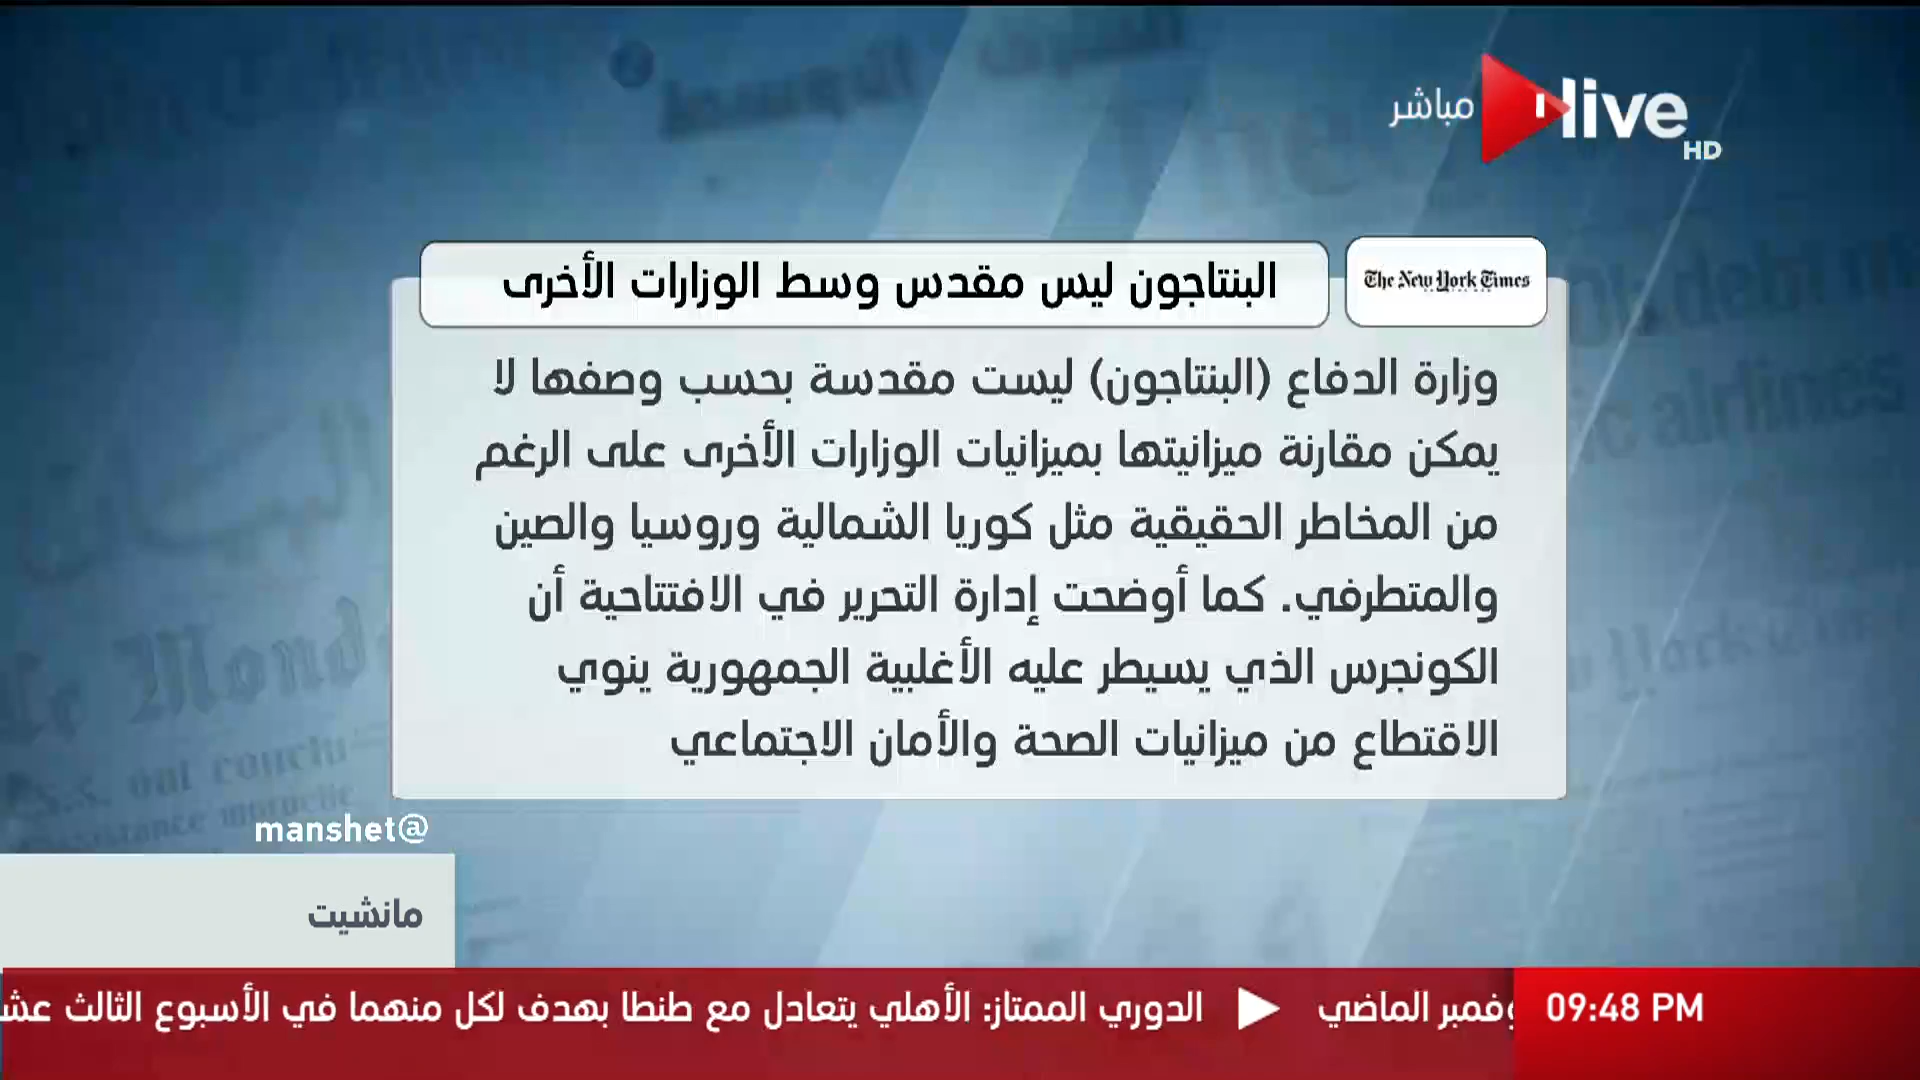 مباشر
live
HD
The New York Times
البنتاجون ليس مقدس وسط الوزارات الأخرى
وزارة الدفاع (البنتاجون) ليست مقدسة بحسب وصفها لا
يمكن مقارنة ميزانيتها بميزانيات الوزارات الأخرى على الرغم
من المخاطر الحقيقية مثل كوريا الشمالية وروسيا والصين
والمتطرفي. كما أوضحت إدارة التحرير في الافتتاحية أن
الكونجرس الذي يسيطر عليه الأغلبية الجمهورية ينوي
الاقتطاع من ميزانيات الصحة والأمان الاجتماعي
manshet@
مانشيت
09:48 PM
وفمبر الماضي
الدوري الممتاز: الأهلي يتعادل مع طنطا بهدف لكل منهما في الأسبوع الثالث عش